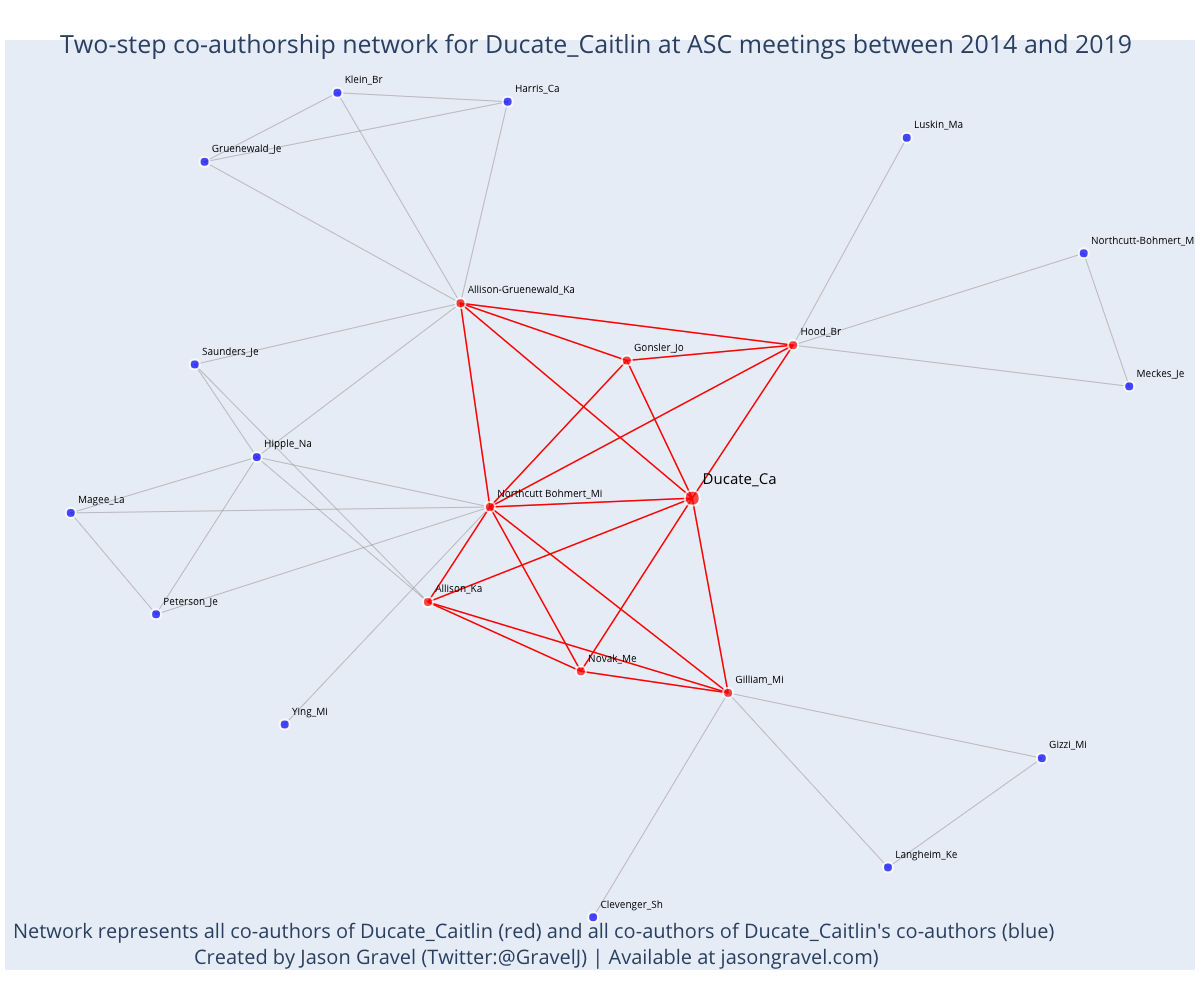 Two-step co-authorship network for Ducate_Caitlin at ASC meetings between 2014 and 2019
Klein_Br
Harris_Ca
Luskin_Ma
Gruenewald_Je
Northcutt-Bohmert_M
Allison-Gruenewald_Ka
Hood_Br
Gonsler_Jo
Saunders_Je
Meckes_Je
Hipple_Na
Ducate_Ca
Northcutt Bohmert_Mi
Magee_La
Allison_Ka
Peterson_Je
Novak_Me
Gilliam_Mi
Ying_Mi
Gizzi_Mi
Langheim_Ke
Clevenger_Sh
Network represents all co-authors of Ducate_Caitlin (red) and all co-authors of Ducate_Caitlin's co-authors (blue)
Created by Jason Gravel (Twitter:@GravelJ) | Available at jasongravel.com)